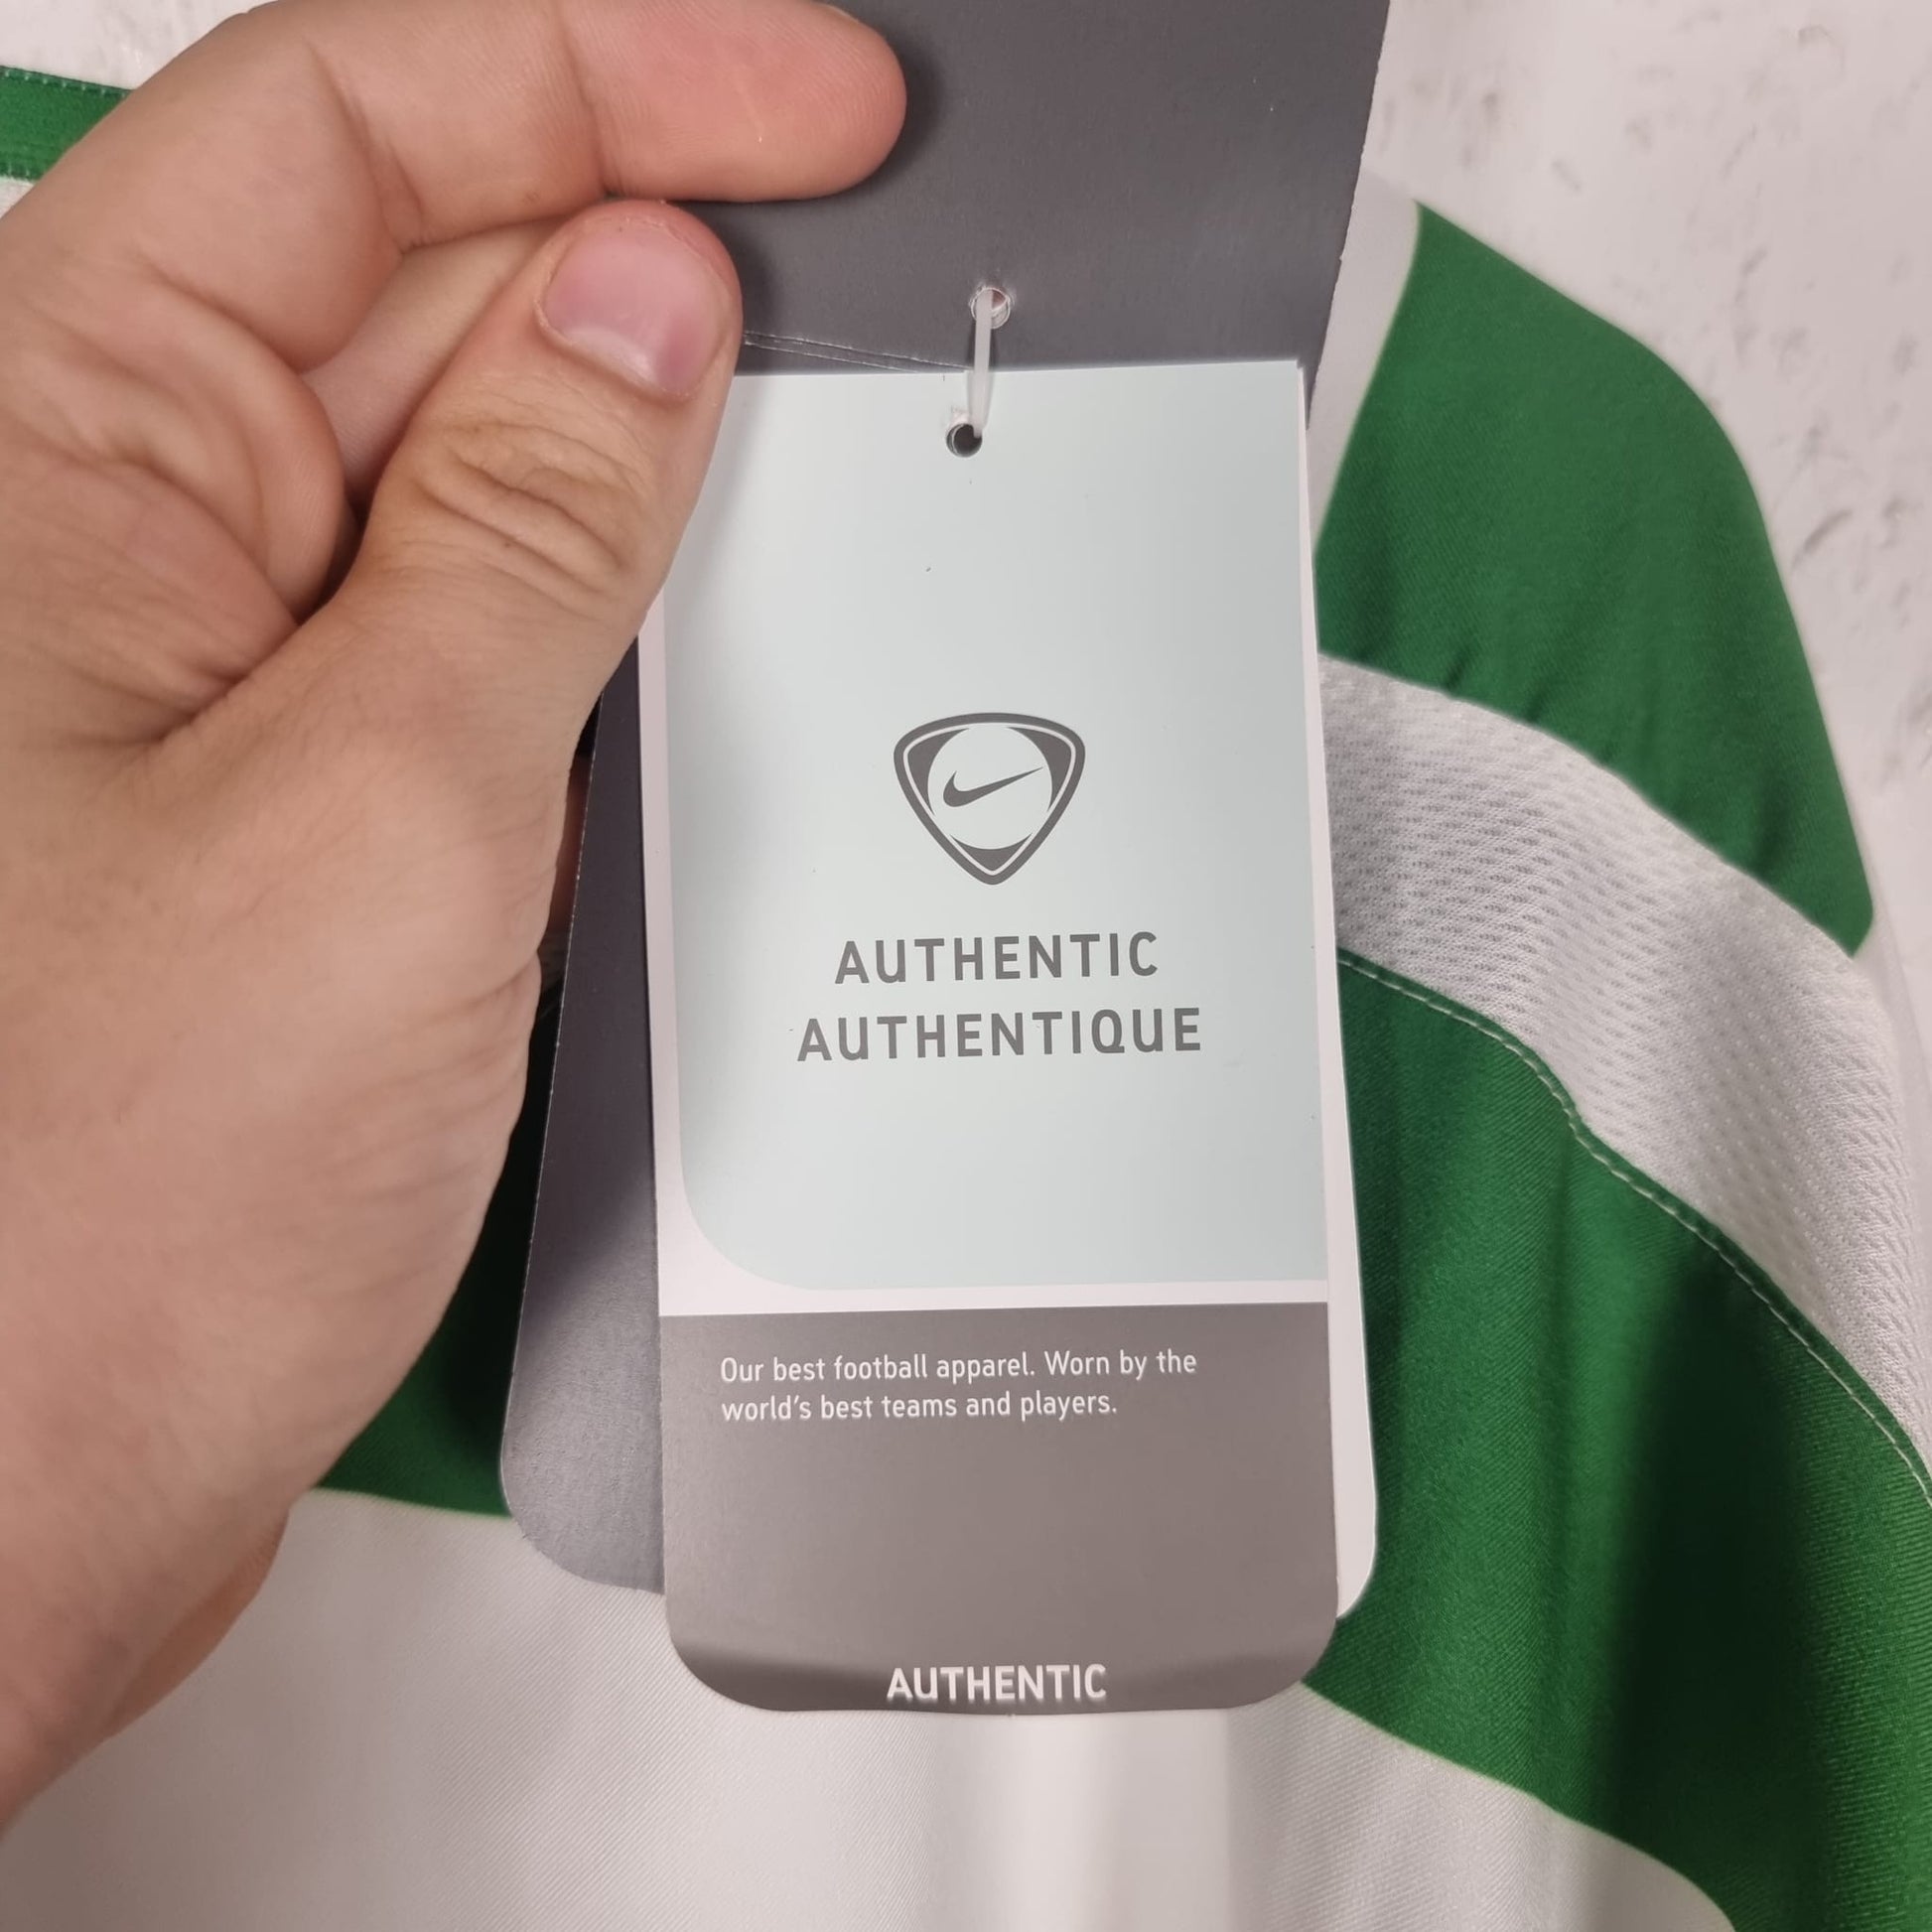 AUTHENTIC
AUTHENTIQUE
Our best football apparel. Worn by the
world's best teams and players.
AUTHENTIC